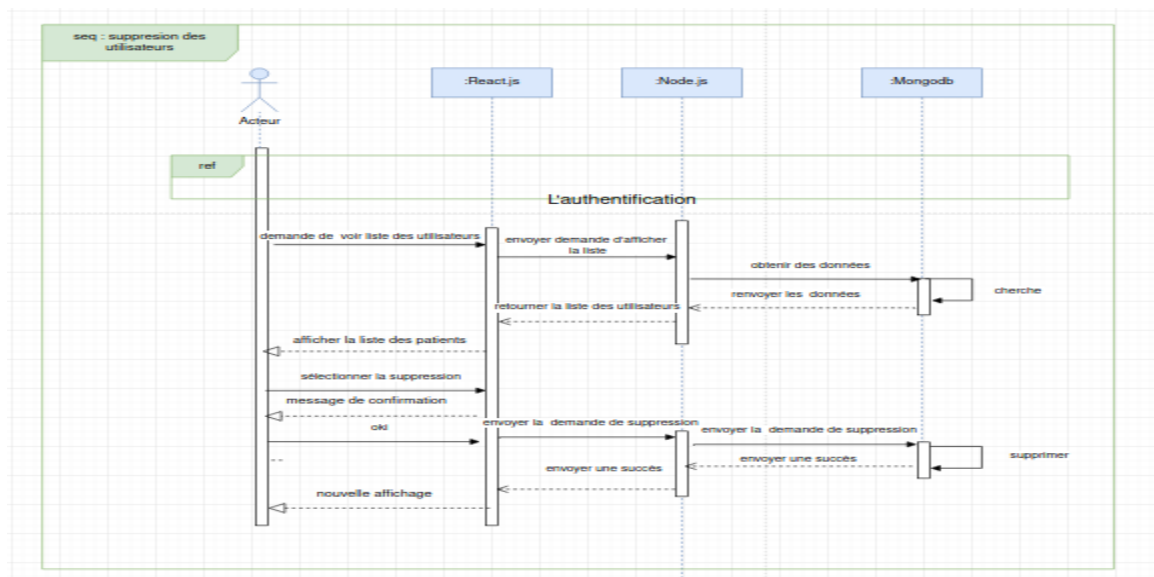 seq : suppresion des
utilisateurs
:React.js
:Node.js
:Mongodb
Acteur
ref
L'authentification
demande de voir liste des utilisateurs
envoyer demande d'afficher
la liste
obtenir des données
cherche
renvoyer les données
retourner la liste des utilisateurs
afficher la liste des patients
sélectionner la suppression
message de confirmation
oki
envoyer la demande de suppression
envoyer la demande de suppression
supprimer
envoyer une succès
envoyer une succès
nouvelle affichage